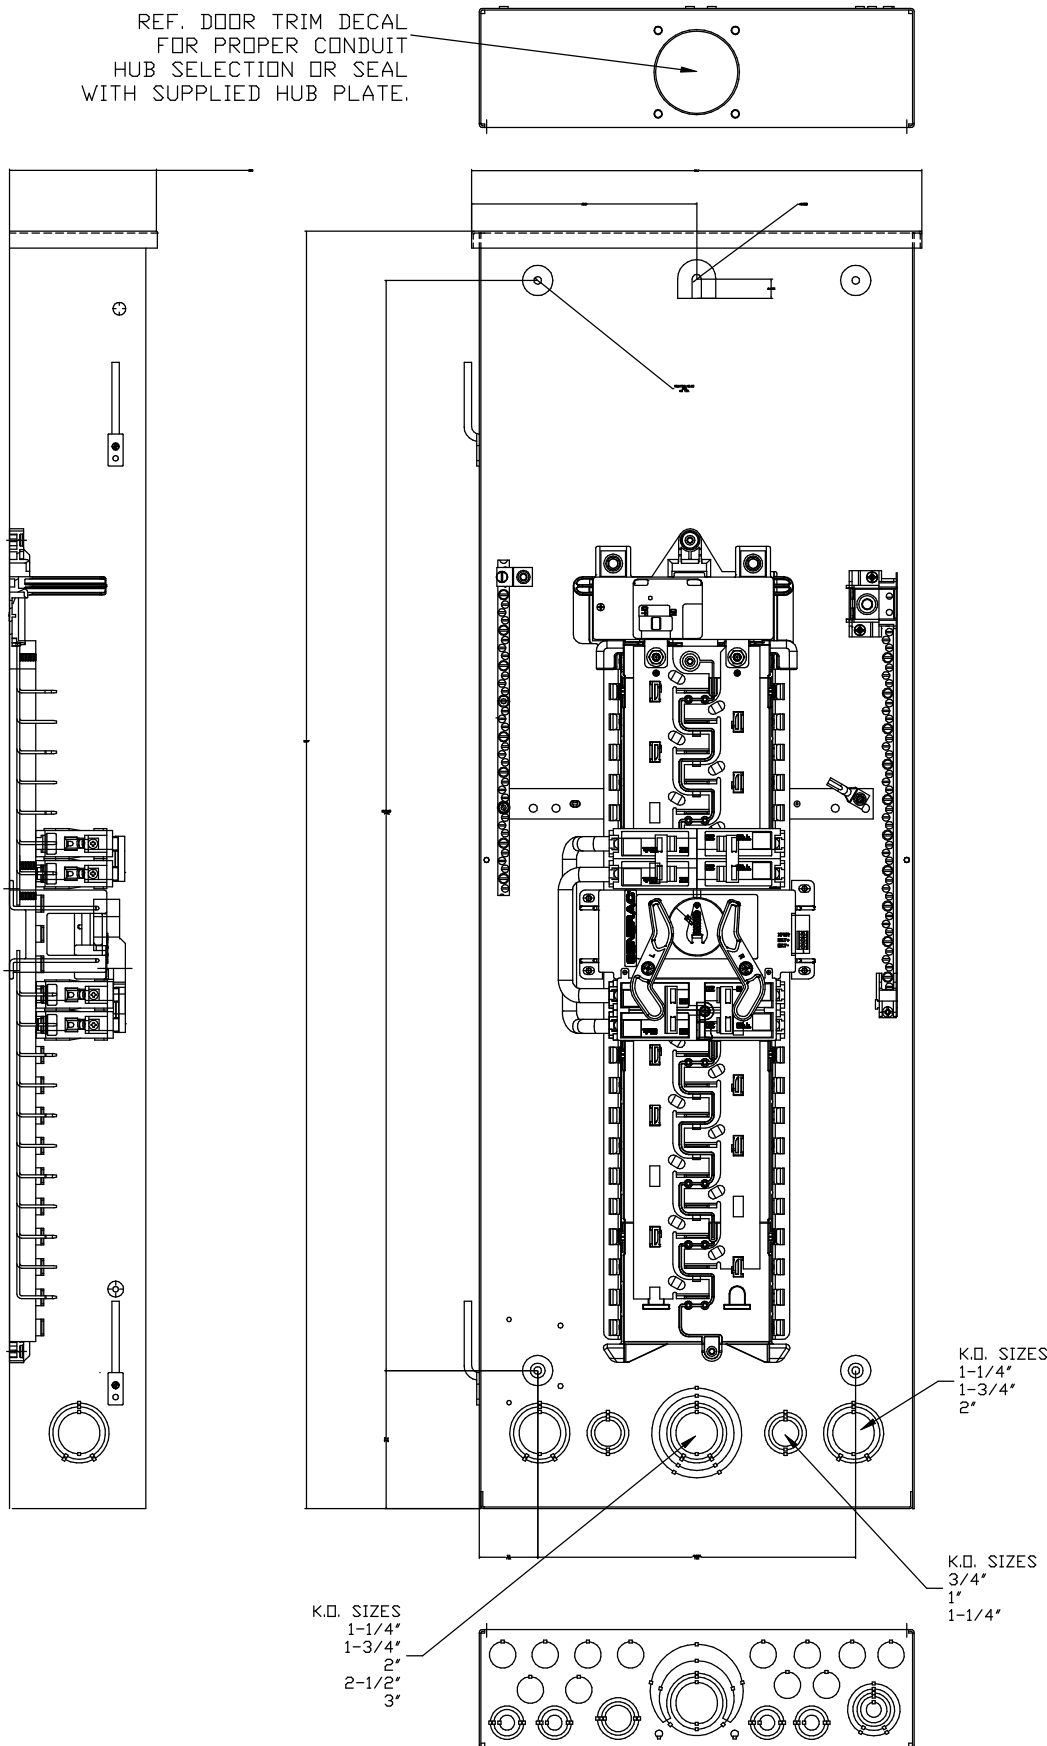 REF. DOOR TRIM DECAL
FOR PROPER CONDUIT
HUB SELECTION OR SEAL
WITH SUPPLIED HUB PLATE.
GENERAC
L
R
K.O. SIZES
1-1/4"
1-3/4"
2"
K.O. SIZES
3/4"
1"
1-1/4"
K.O. SIZES
1-1/4"
1-3/4"
2"
2-1/2"
3"